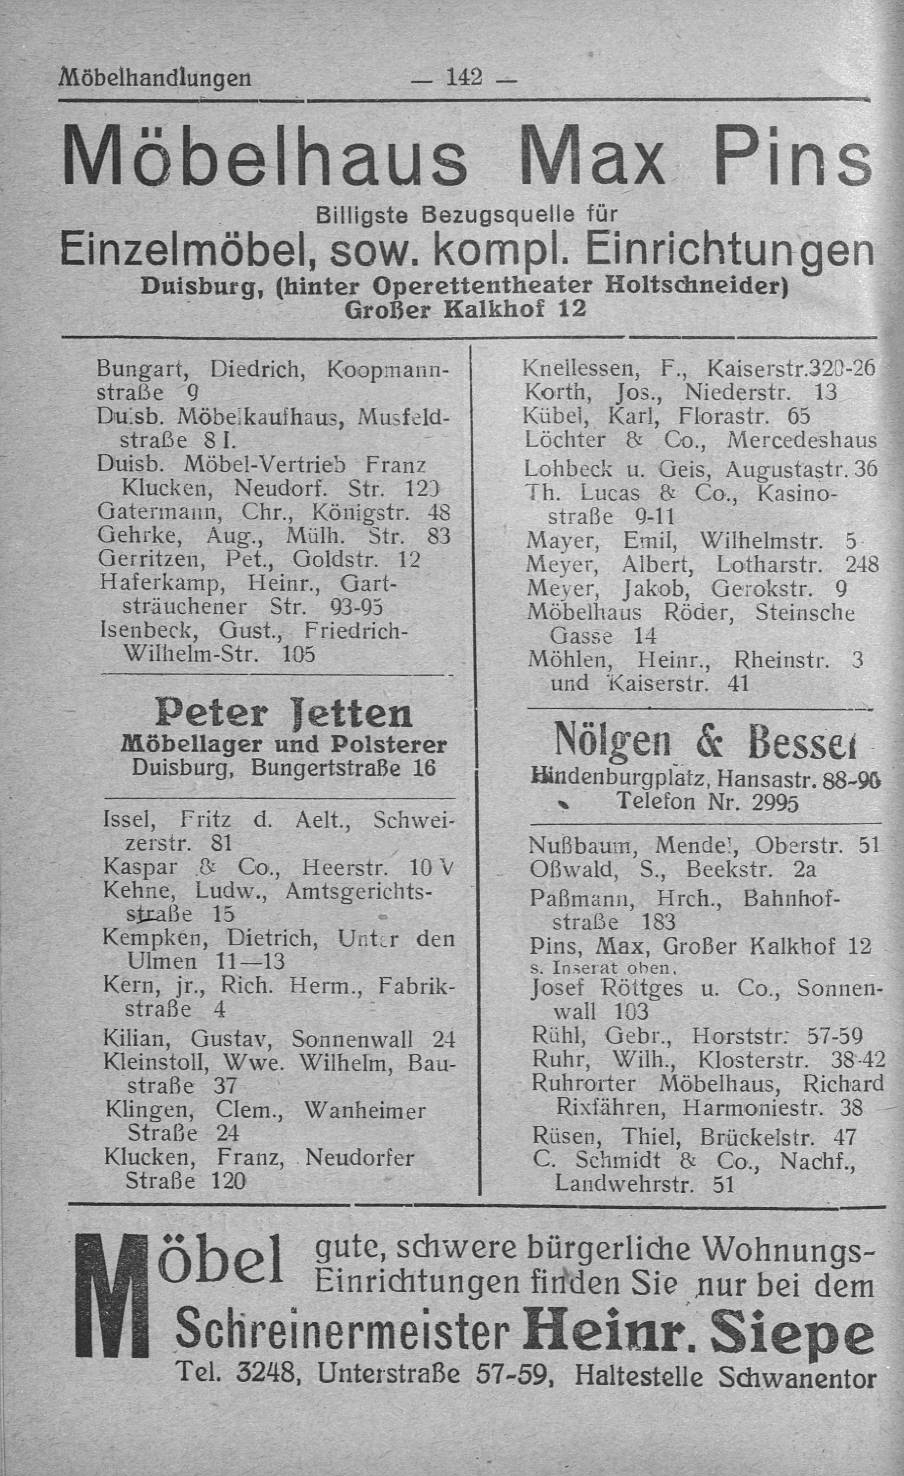 Möbelhandlungen — 142 —
Möbelhaus Max Pins
Billigste Bezugsquelle für
Einzelmöbel, sow. kompl. Einrichtungen
Duisburg, (hinter Operettentheater Holtschneider)
Großer Kalkhof 12
Bungart, Diedrich, Koopmann-
straße 9
Duisb. Möbelkaufhaus, Musfeld-
straße 8 I.
Duisb. Möbel-Vertrieb Franz
Klucken, Neudorf. Str. 120
Gatermann, Chr., Königstr. 48
Gehrke, Aug., Mülh. Str. 83
Gerritzen, Pet., Goldstr. 12
Haferkamp, Heinr., Gart-
sträuchener Str. 93-95
Isenbeck, Gust., Friedrich-
Wilhelm-Str. 105
Peter Jetten
Möbellager und Polsterer
Duisburg, Bungertstraße 16
Issel, Fritz d. Aelt., Schwei-
zerstr. 81
Kaspar & Co., Heerstr. 10 V
Kehne, Ludw., Amtsgerichts-
straße 15
Kempken, Dietrich, Unter den
Ulmen 11—13
Kern, jr., Rich. Herm., Fabrik-
straße 4
Kilian, Gustav, Sonnenwall 24
Kleinstoll, Wwe. Wilhelm, Bau-
straße 37
Klingen, Clem., Wanheimer
Straße 24
Klucken, Franz, Neudorfer
Straße 120
Kneilessen, F., Kaiserstr. 320-26
Korth, Jos., Niederstr. 13
Kübel, Karl, Florastr. 65
Löchter & Co., Mercedeshaus
Lohbeck u. Geis, Augustastr. 36
Th. Lucas & Co., Kasino-
straße 9-11
Mayer, Emil, Wilhelmstr. 5
Meyer, Albert, Lotharstr. 248
Meyer, Jakob, Gerokstr. 9
Möbelhaus Röder, Steinsche
Gasse 14
Möhlen, Heinr., Rheinstr. 3
und Kaiserstr. 41
Nölgen & Bessel
Hindenburgplatz, Hansastr. 88-90
Telefon Nr. 2995
Nußbaum, Mendel, Oberstr. 51
Oßwald, S., Beekstr. 2a
Paßmann, Hrch., Bahnhof-
straße 183
Pins, Max, Großer Kalkhof 12
s. Inserat oben.
Josef Röttges u. Co., Sonnen-
wall 103
Rühl, Gebr., Horststr. 57-59
Ruhr, Wilh., Klosterstr. 38-42
Ruhrorter Möbelhaus, Richard
Rixfähren, Harmoniestr. 38
Rüsen, Thiel, Brückelstr. 47
C. Schmidt & Co., Nachf.,
Landwehrstr. 51
Möbel gute, schwere bürgerliche Wohnungs-
Einrichtungen finden Sie nur bei dem
Schreinermeister Heinr. Siepe
Tel. 3248, Unterstraße 57-59, Haltestelle Schwanentor